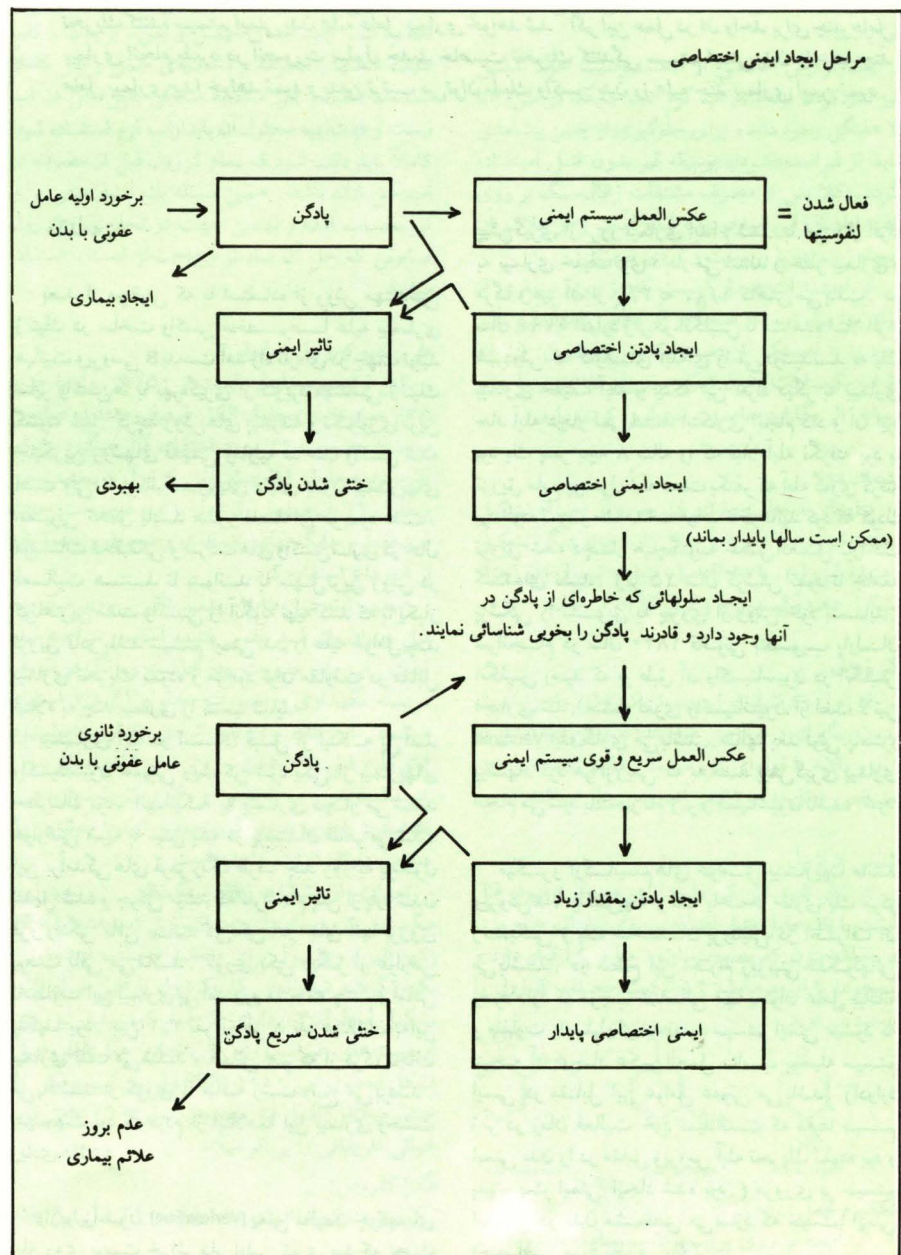 مراحل ایجاد ایمنی اختصاصی
برخورد اولیه عامل
عفونی با بدن
پادگن
عکس‌العمل سیستم ایمنی
=
فعال شدن
لنفوسیتها
ایجاد بیماری
تاثیر ایمنی
ایجاد پادتن اختصاصی
بهبودی
خنثی شدن پادگن
ایجاد ایمنی اختصاصی
(ممکن است سالها پایدار بماند)
ایجاد سلولهائی که خاطره‌ای از پادگن در
آنها وجود دارد و قادرند پادگن را بخوبی شناسائی نمایند.
برخورد ثانوی
عامل عفونی با بدن
پادگن
عکس‌العمل سریع و قوی سیستم ایمنی
تاثیر ایمنی
ایجاد پادتن بمقدار زیاد
خنثی شدن سریع پادگن
ایمنی اختصاصی پایدار
عدم بروز
علائم بیماری